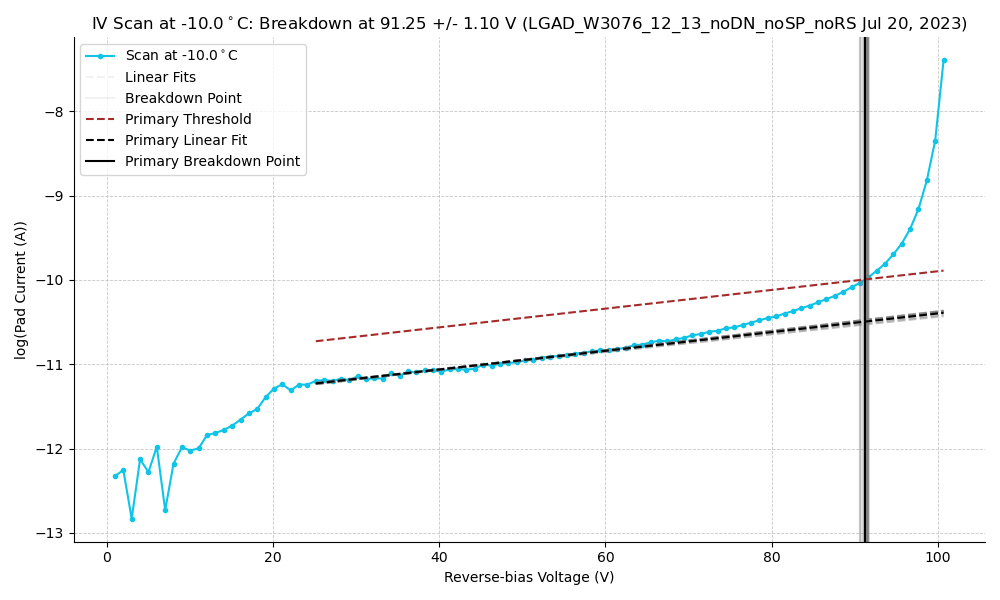 IV Scan at -10.0°C: Breakdown at 91.25 +/- 1.10 V (LGAD_W3076_12_13_noDN_noSP_noRS Jul 20, 2023)
Scan at -10.0°C
Linear Fits
Breakdown Point
Primary Threshold
Primary Linear Fit
Primary Breakdown Point
log(Pad Current (A))
−8
−9
−10
−11
−12
−13
0 20 40 60 80 100
Reverse-bias Voltage (V)